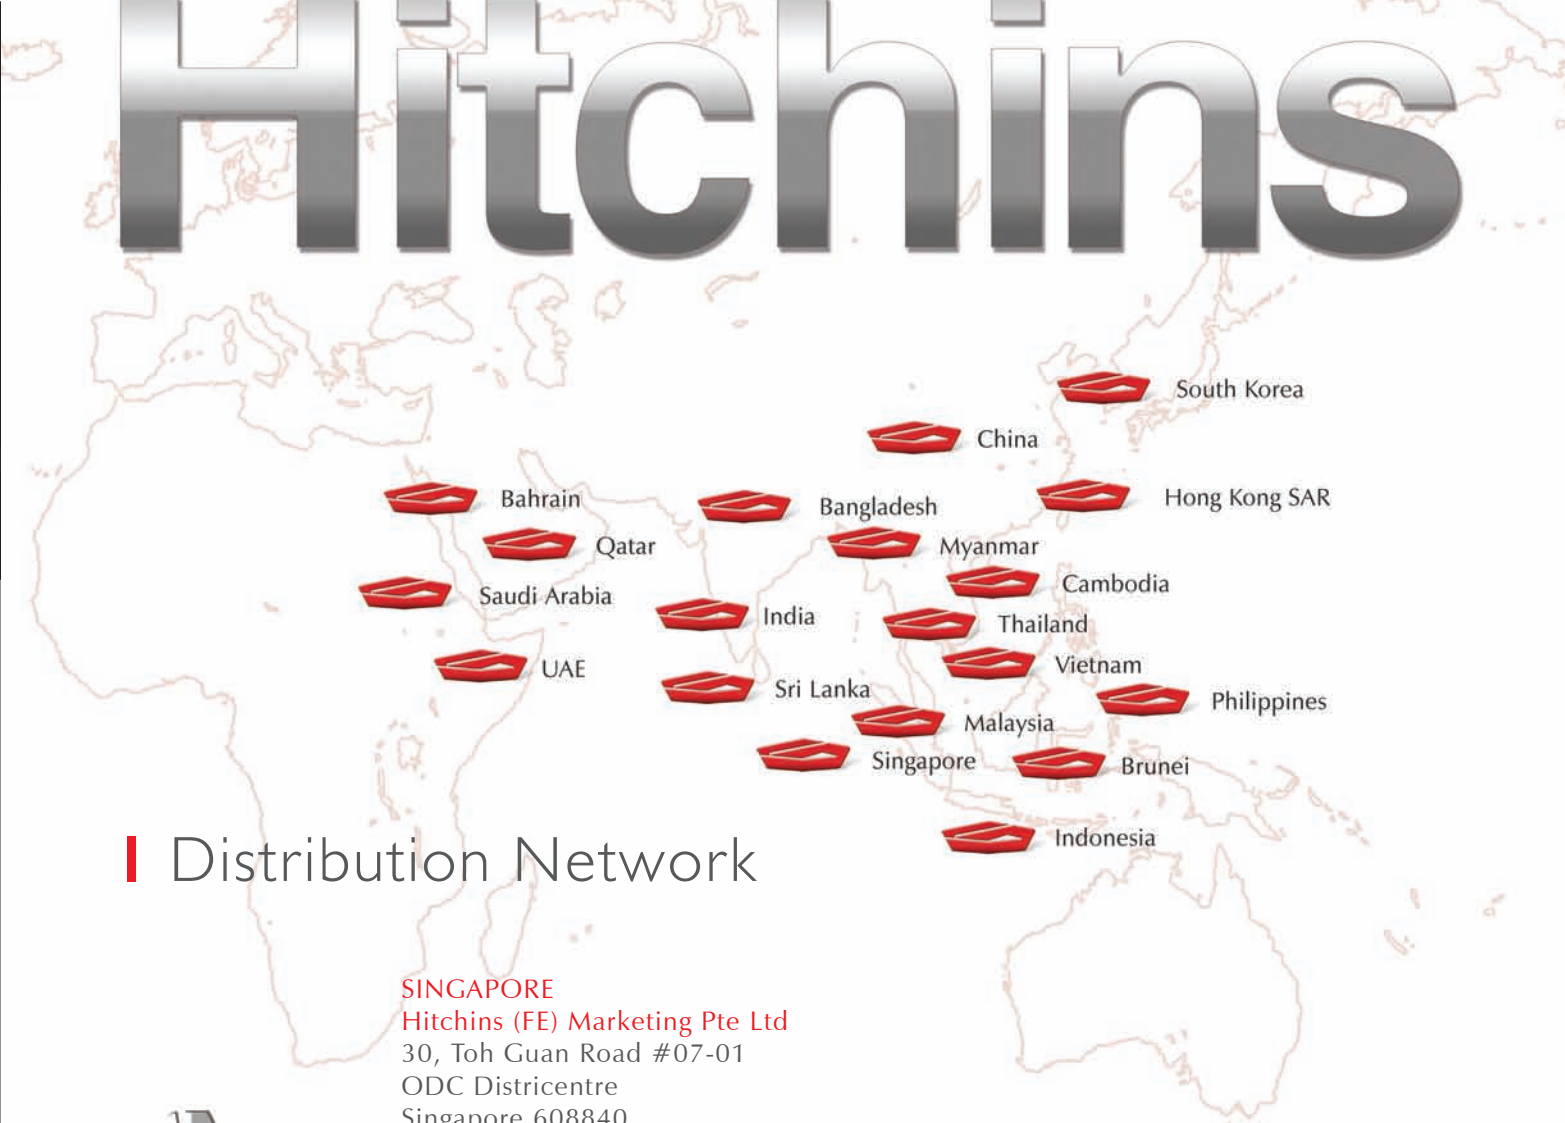 Hitchins
South Korea
China
Bahrain
Bangladesh
Hong Kong SAR
Qatar
Myanmar
Saudi Arabia
Cambodia
India
Thailand
UAE
Vietnam
Sri Lanka
Philippines
Malaysia
Singapore
Brunei
Indonesia
Distribution Network
SINGAPORE
Hitchins (FE) Marketing Pte Ltd
30, Toh Guan Road #07-01
ODC Districentre
Singapore 608840